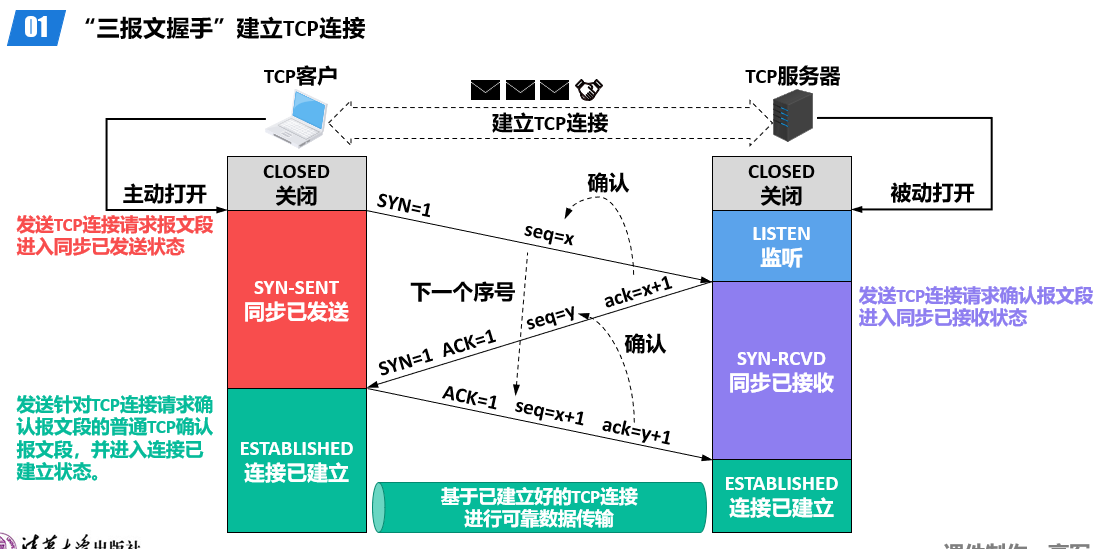 01 “三报文握手”建立TCP连接
TCP客户
TCP服务器
建立TCP连接
CLOSED
关闭
CLOSED
关闭
主动打开
被动打开
发送TCP连接请求报文段
进入同步已发送状态
SYN=1
seq=x
确认
LISTEN
监听
SYN-SENT
同步已发送
下一个序号
ack=x+1
seq=y
SYN=1 ACK=1
确认
发送TCP连接请求确认报文段
进入同步已接收状态
SYN-RCVD
同步已接收
发送针对TCP连接请求确
认报文段的普通TCP确认
报文段，并进入连接已
建立状态。
ACK=1
seq=x+1
ack=y+1
ESTABLISHED
连接已建立
ESTABLISHED
连接已建立
基于已建立好的TCP连接
进行可靠数据传输
清华大学出版社